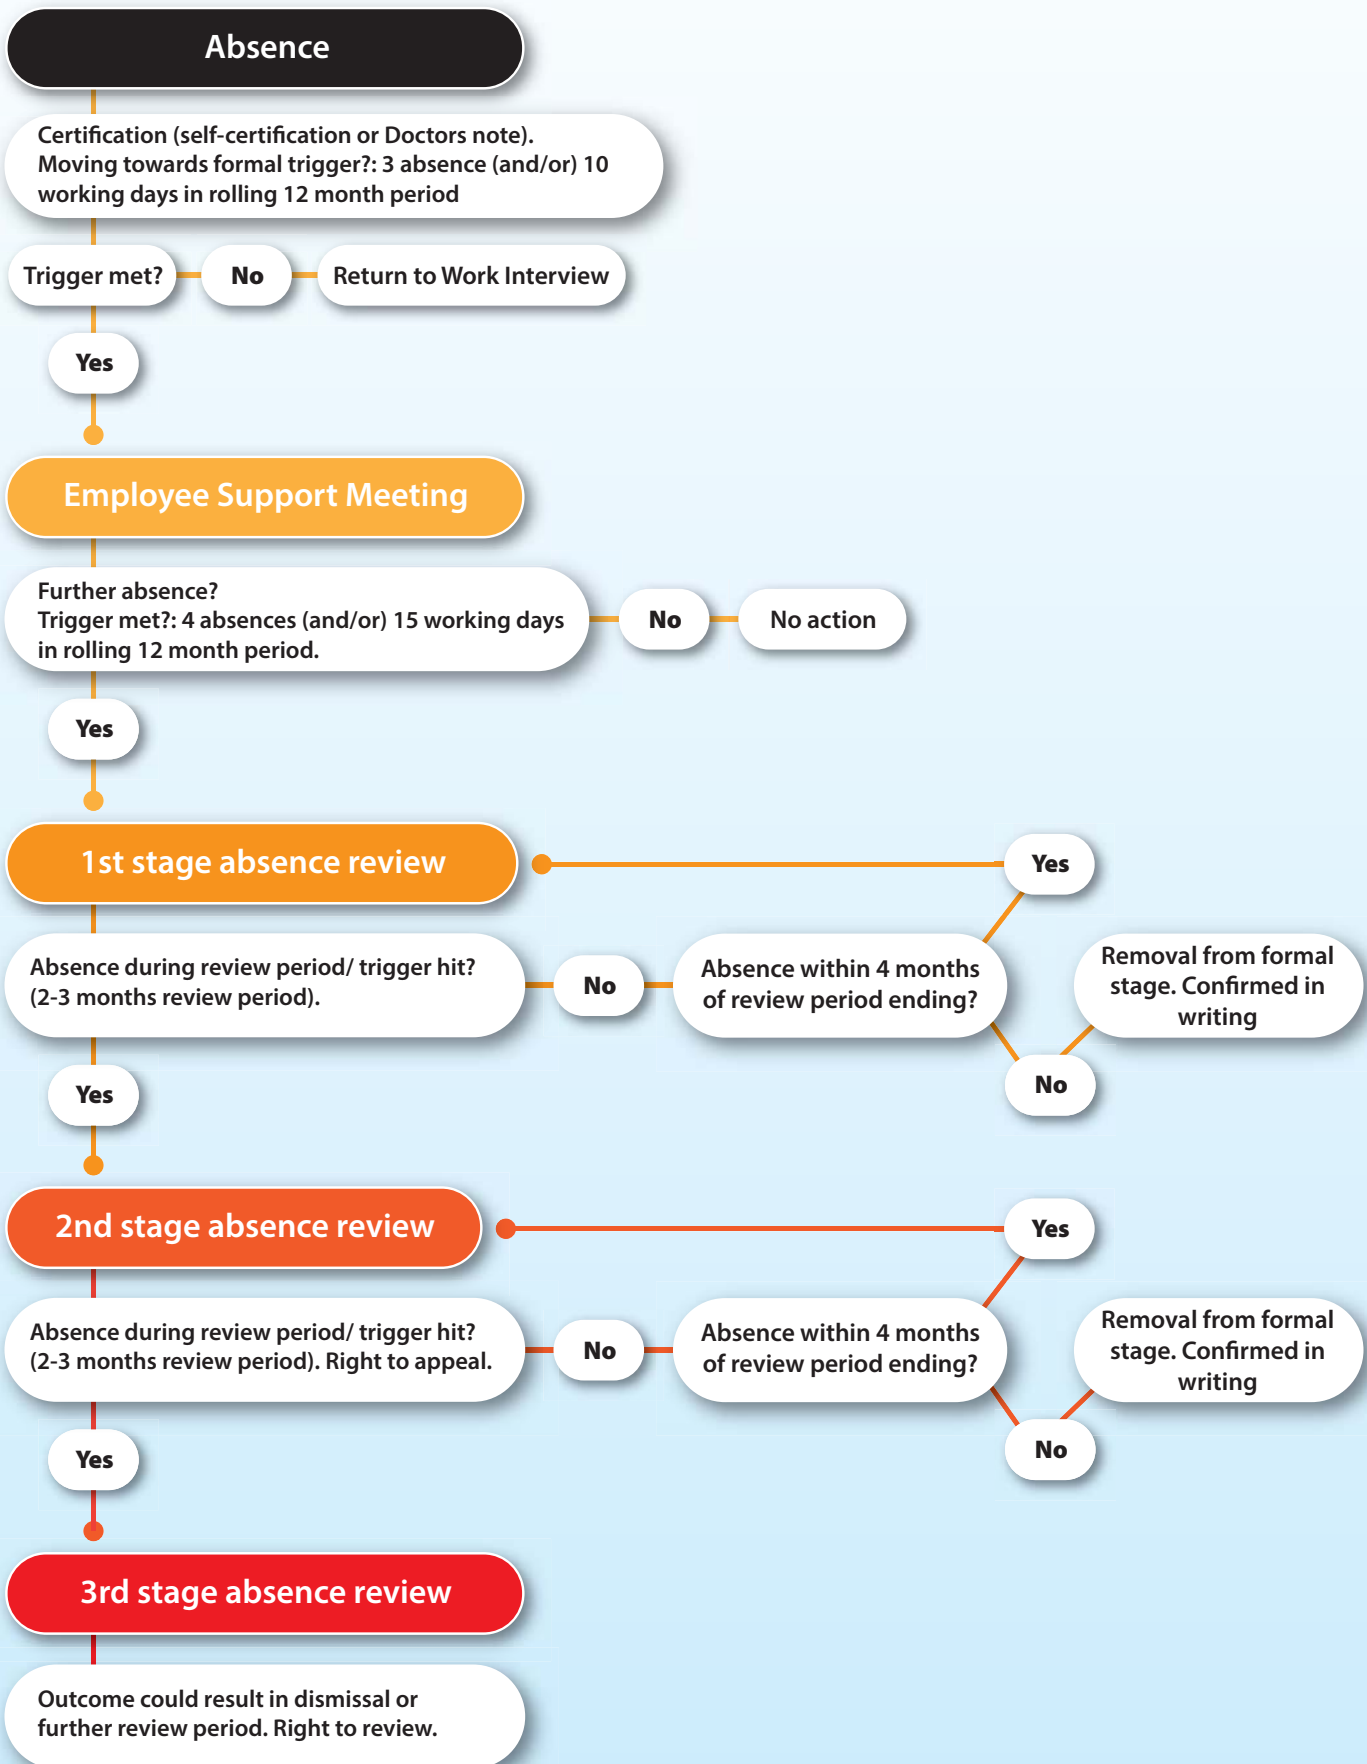 Absence
Certification (self-certification or Doctors note).
Moving towards formal trigger?: 3 absence (and/or) 10
working days in rolling 12 month period
Trigger met?
No
Return to Work Interview
Yes
Employee Support Meeting
Further absence?
Trigger met?: 4 absences (and/or) 15 working days
in rolling 12 month period.
No
No action
Yes
1st stage absence review
Yes
Absence during review period/ trigger hit?
(2-3 months review period).
No
Absence within 4 months
of review period ending?
Removal from formal
stage. Confirmed in
writing
No
Yes
2nd stage absence review
Yes
Absence during review period/ trigger hit?
(2-3 months review period). Right to appeal.
No
Absence within 4 months
of review period ending?
Removal from formal
stage. Confirmed in
writing
No
Yes
3rd stage absence review
Outcome could result in dismissal or
further review period. Right to review.